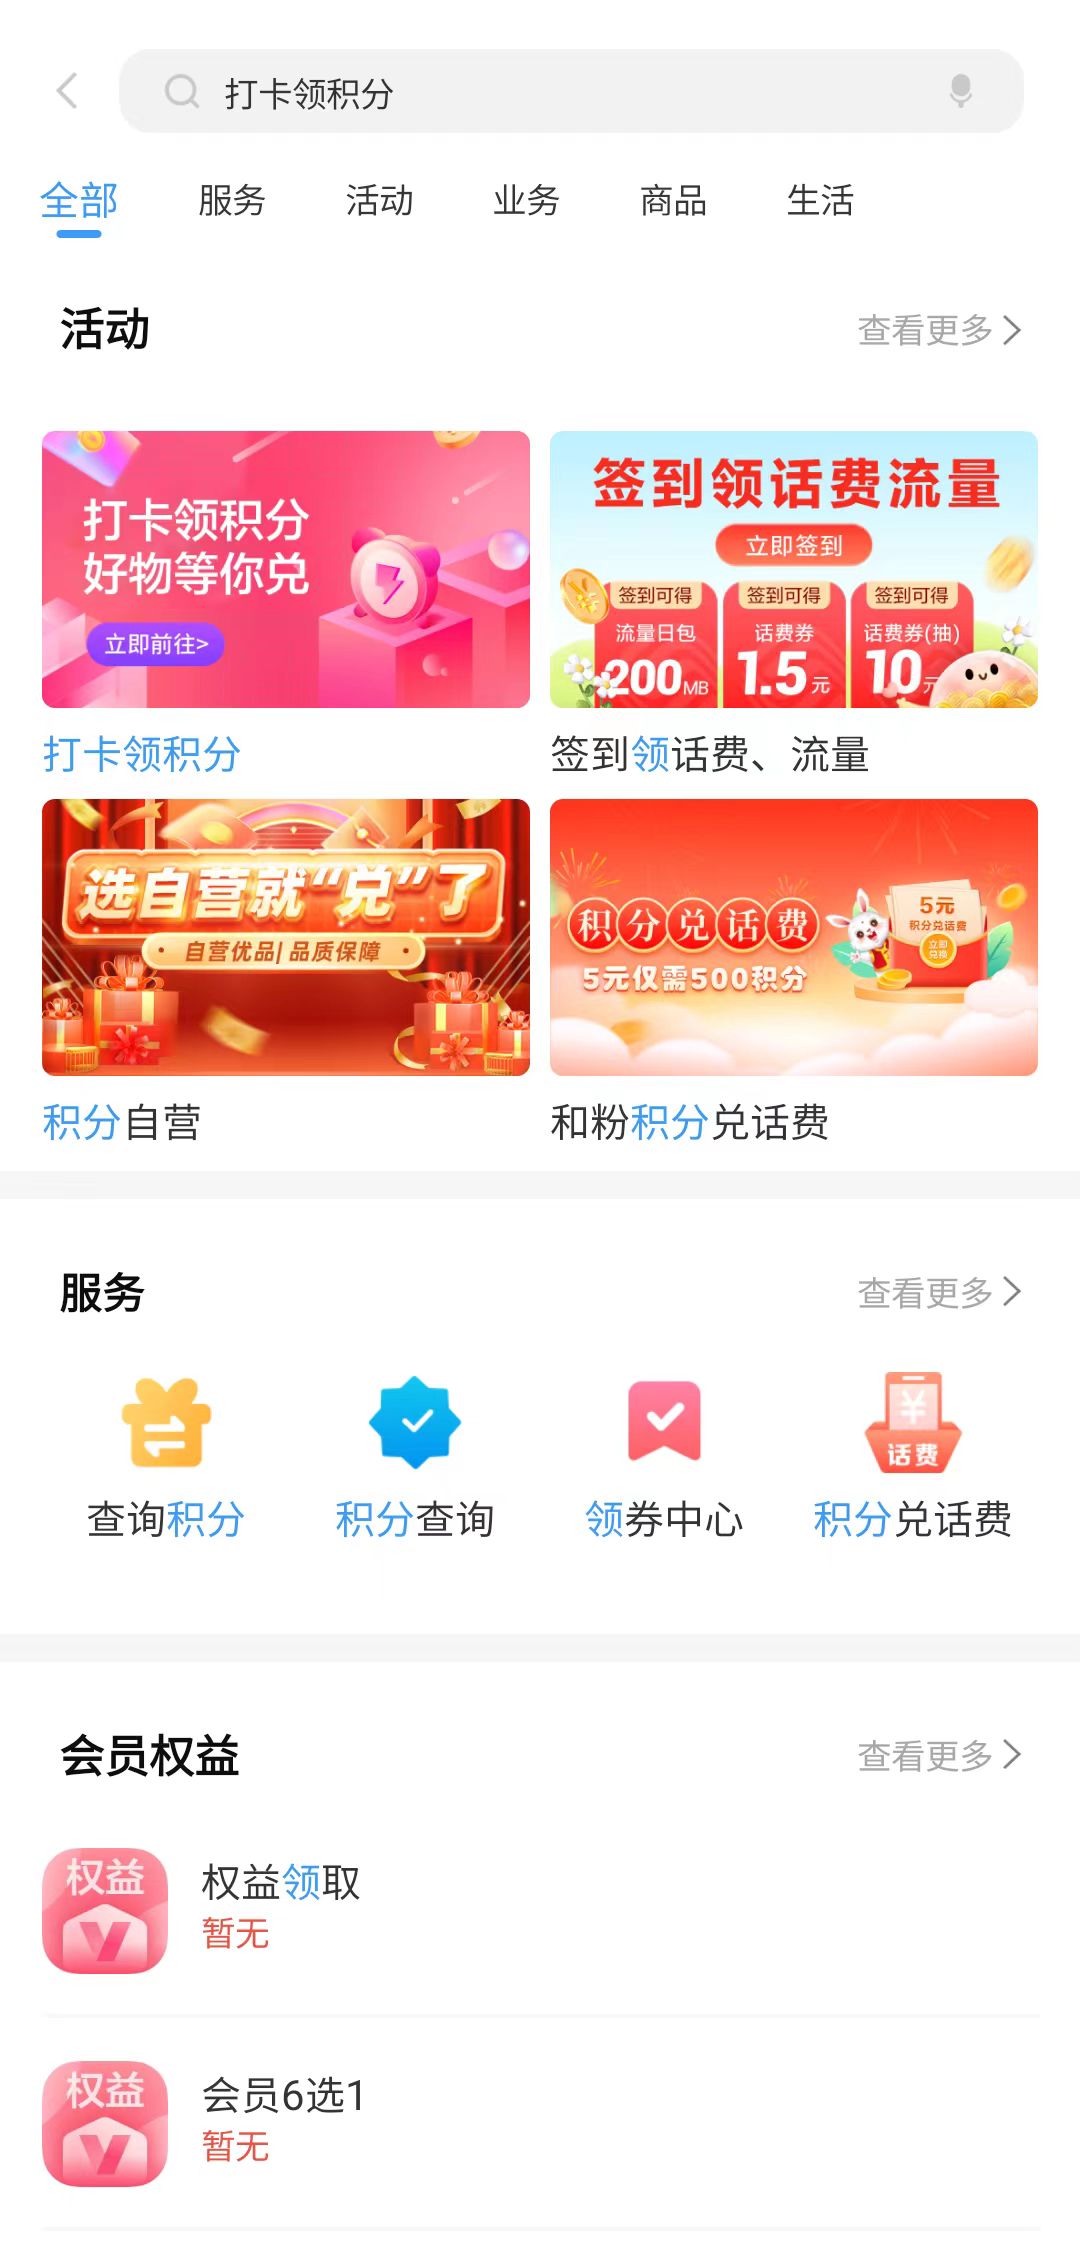 打卡领积分
全部 服务 活动 业务 商品 生活
活动 查看更多
打卡领积分
好物等你兑
立即前往>
签到领话费流量
立即签到
签到可得 签到可得 签到可得
流量日包 话费券 话费券(抽)
200MB 1.5元 10元
打卡领积分 签到领话费、流量
选自营就“兑”了
自营优品| 品质保障
积分兑话费
5元仅需500积分
5元
积分兑话费
立即
兑换
积分自营 和粉积分兑话费
服务 查看更多
¥
话费
查询积分 积分查询 领券中心 积分兑话费
会员权益 查看更多
权益
权益领取
暂无
权益
会员6选1
暂无